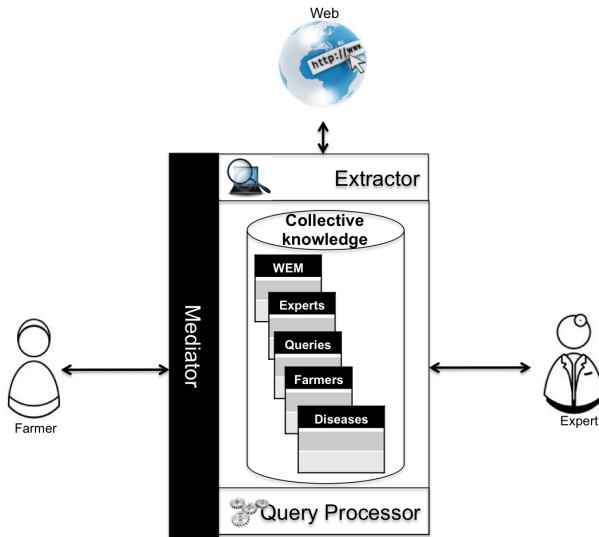 Web
http://www.
Extractor
Collective
knowledge
WEM
Experts
Queries
Farmers
Diseases
Mediator
Farmer
Expert
Query Processor